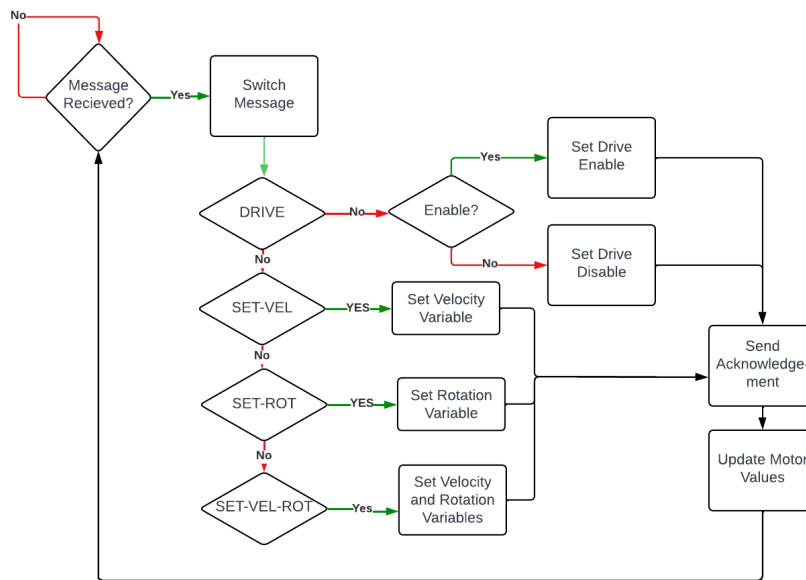 No
Message
Recieved?
Yes
Switch
Message
DRIVE
No
Enable?
Yes
Set Drive
Enable
No
Set Drive
Disable
No
SET-VEL
YES
Set Velocity
Variable
No
SET-ROT
YES
Set Rotation
Variable
No
SET-VEL-ROT
Yes
Set Velocity
and Rotation
Variables
Send
Acknowledge-
ment
Update Motor
Values